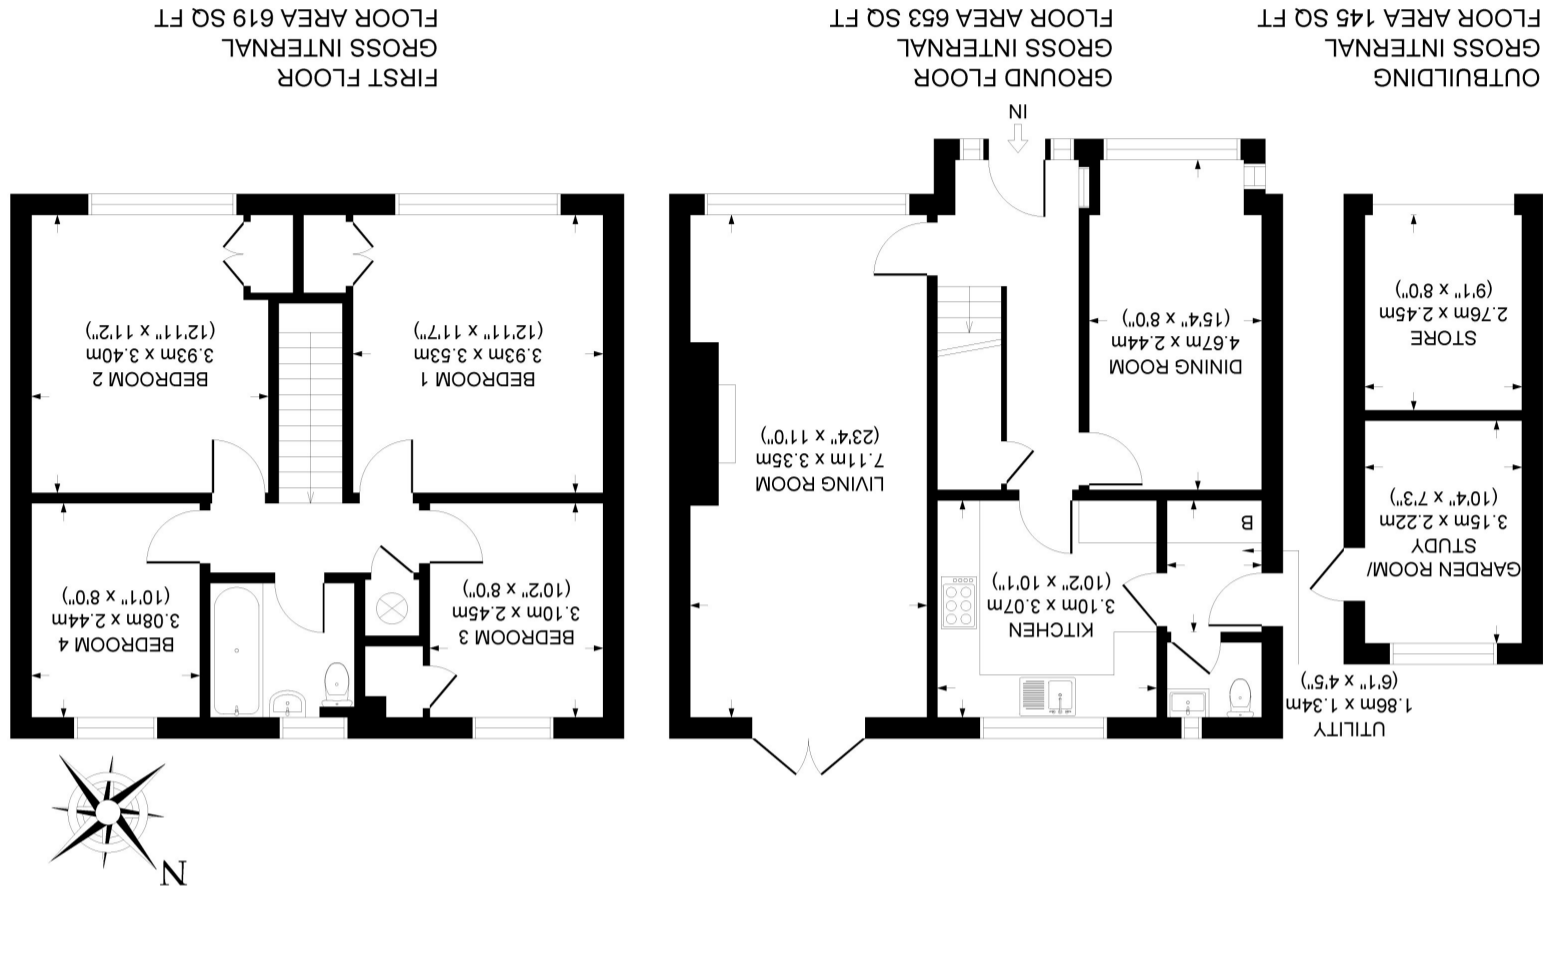 N
UTILITY
1.86m x 1.34m
(6'1" x 4'5")
GARDEN ROOM/
STUDY
3.15m x 2.22m
(10'4" x 7'3")
STORE
2.76m x 2.45m
(9'1" x 8'0")
KITCHEN
3.10m x 3.07m
(10'2" x 10'1")
B
LIVING ROOM
7.11m x 3.35m
(23'4" x 11'0")
DINING ROOM
4.67m x 2.44m
(15'4" x 8'0")
IN
BEDROOM 3
3.10m x 2.45m
(10'2" x 8'0")
BEDROOM 4
3.08m x 2.44m
(10'1" x 8'0")
BEDROOM 1
3.93m x 3.53m
(12'11" x 11'7")
BEDROOM 2
3.93m x 3.40m
(12'11" x 11'2")
OUTBUILDING
GROSS INTERNAL
FLOOR AREA 145 SQ FT
GROUND FLOOR
GROSS INTERNAL
FLOOR AREA 653 SQ FT
FIRST FLOOR
GROSS INTERNAL
FLOOR AREA 619 SQ FT